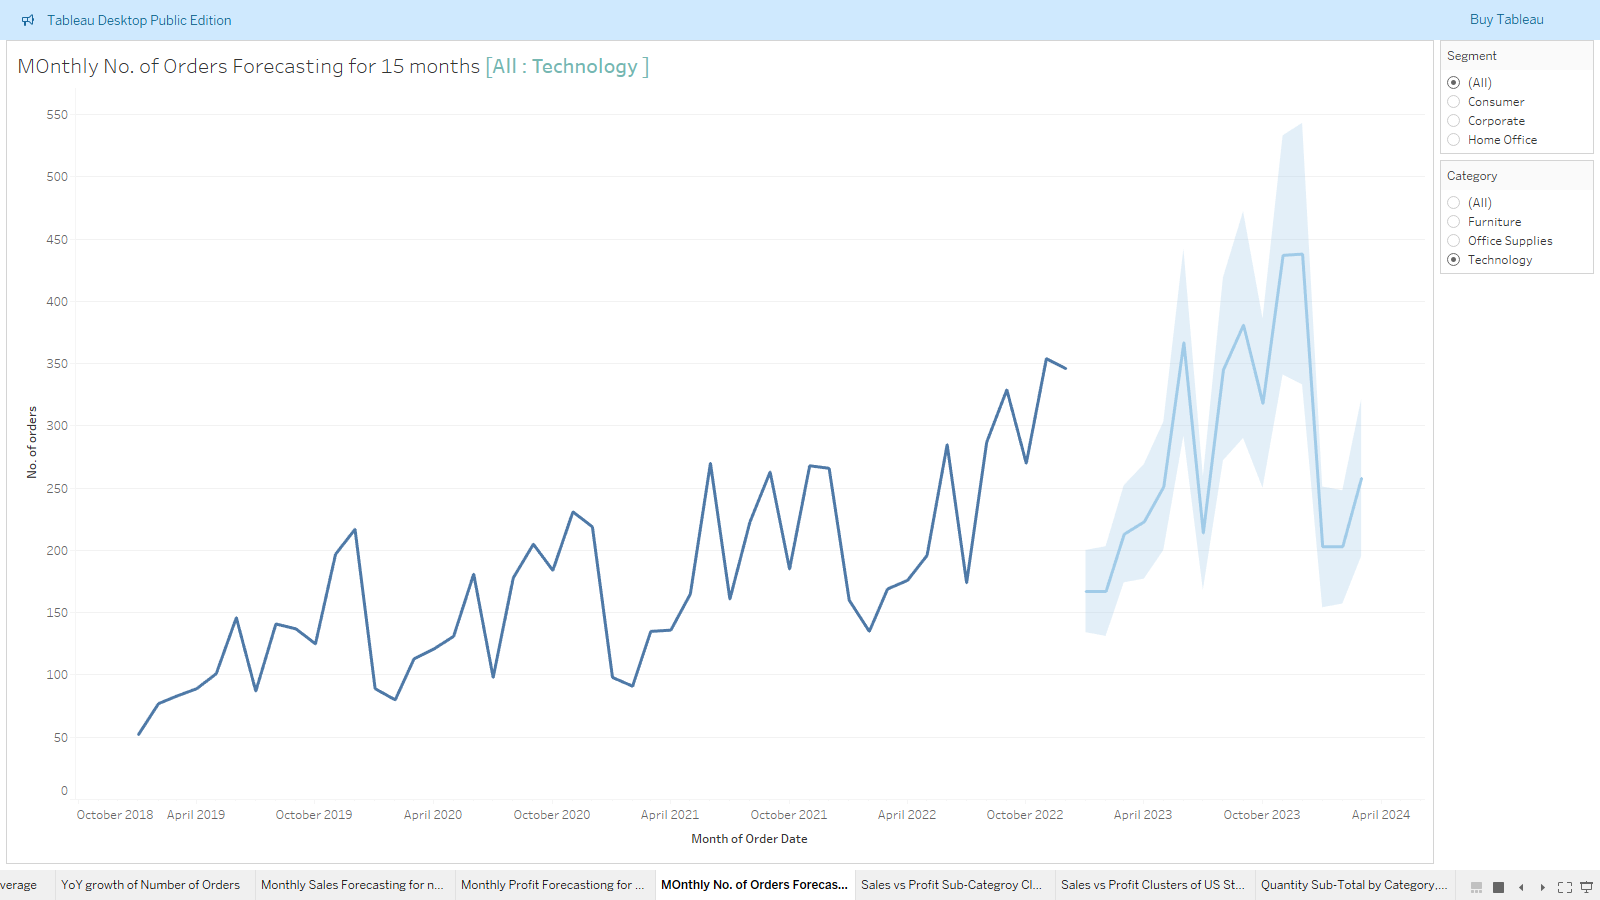 Tableau Desktop Public Edition
Buy Tableau
MOnthly No. of Orders Forecasting for 15 months [All : Technology ]
Segment
(All)
Consumer
Corporate
Home Office
Category
(All)
Furniture
Office Supplies
Technology
No. of orders
550
500
450
400
350
300
250
200
150
100
50
0
October 2018 April 2019 October 2019 April 2020 October 2020 April 2021 October 2021 April 2022 October 2022 April 2023 October 2023 April 2024
Month of Order Date
verage YoY growth of Number of Orders Monthly Sales Forecasting for n... Monthly Profit Forecastiong for ... MOnthly No. of Orders Forecas... Sales vs Profit Sub-Categroy Cl... Sales vs Profit Clusters of US St... Quantity Sub-Total by Category,...